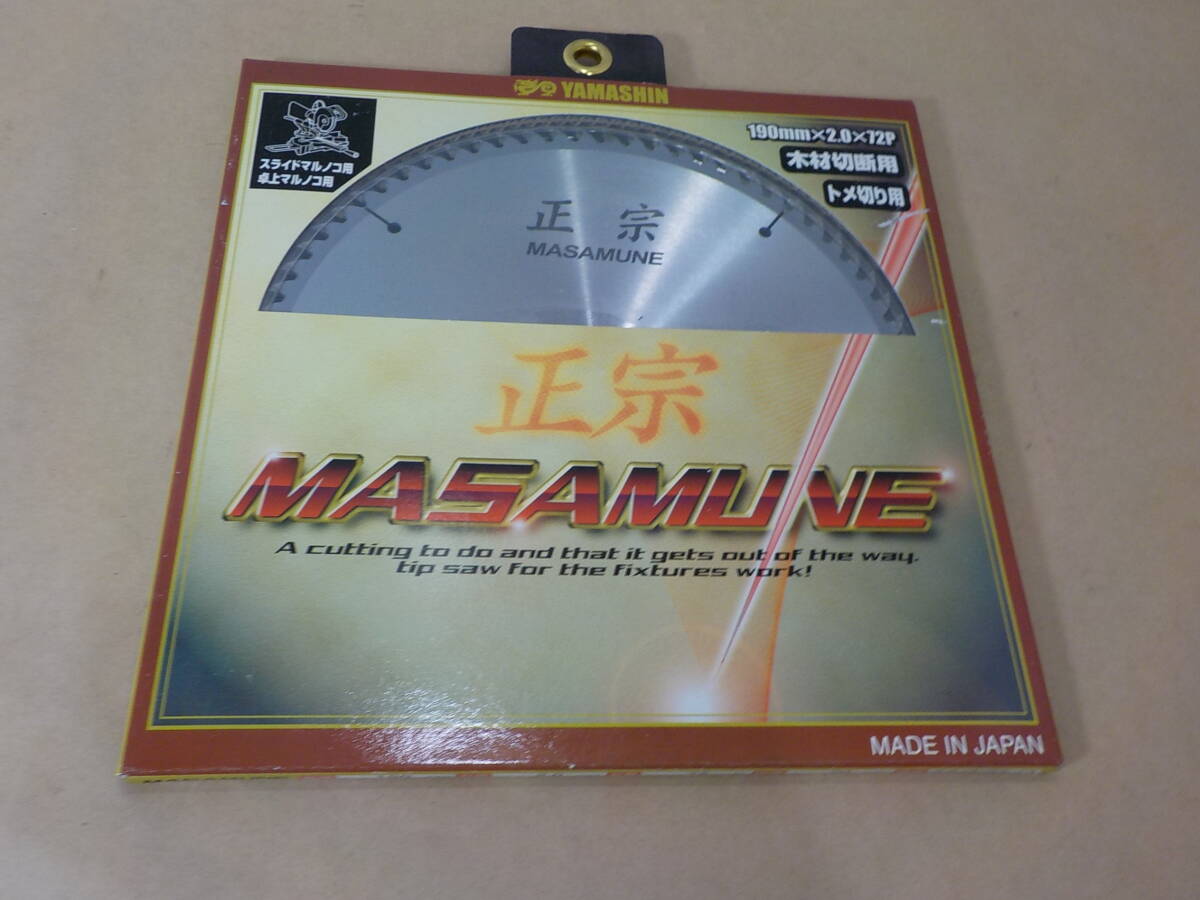 YAMASHIN
スライドマルノコ用
卓上マルノコ用
190mm×2.0×72P
木材切断用
トメ切り用
正宗
MASAMUNE
正宗
MASAMUNE
A cutting to do and that it gets out of the way.
tip saw for the fixtures work!
MADE IN JAPAN